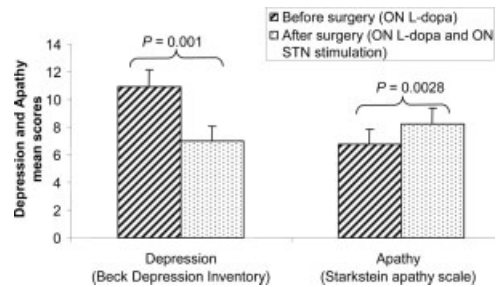 Before surgery (ON L-dopa)
After surgery (ON L-dopa and ON
STN stimulation)
Depression and Apathy
mean scores
14
12
10
8
6
4
2
0
P = 0.001
P = 0.0028
Depression
(Beck Depression Inventory)
Apathy
(Starkstein apathy scale)